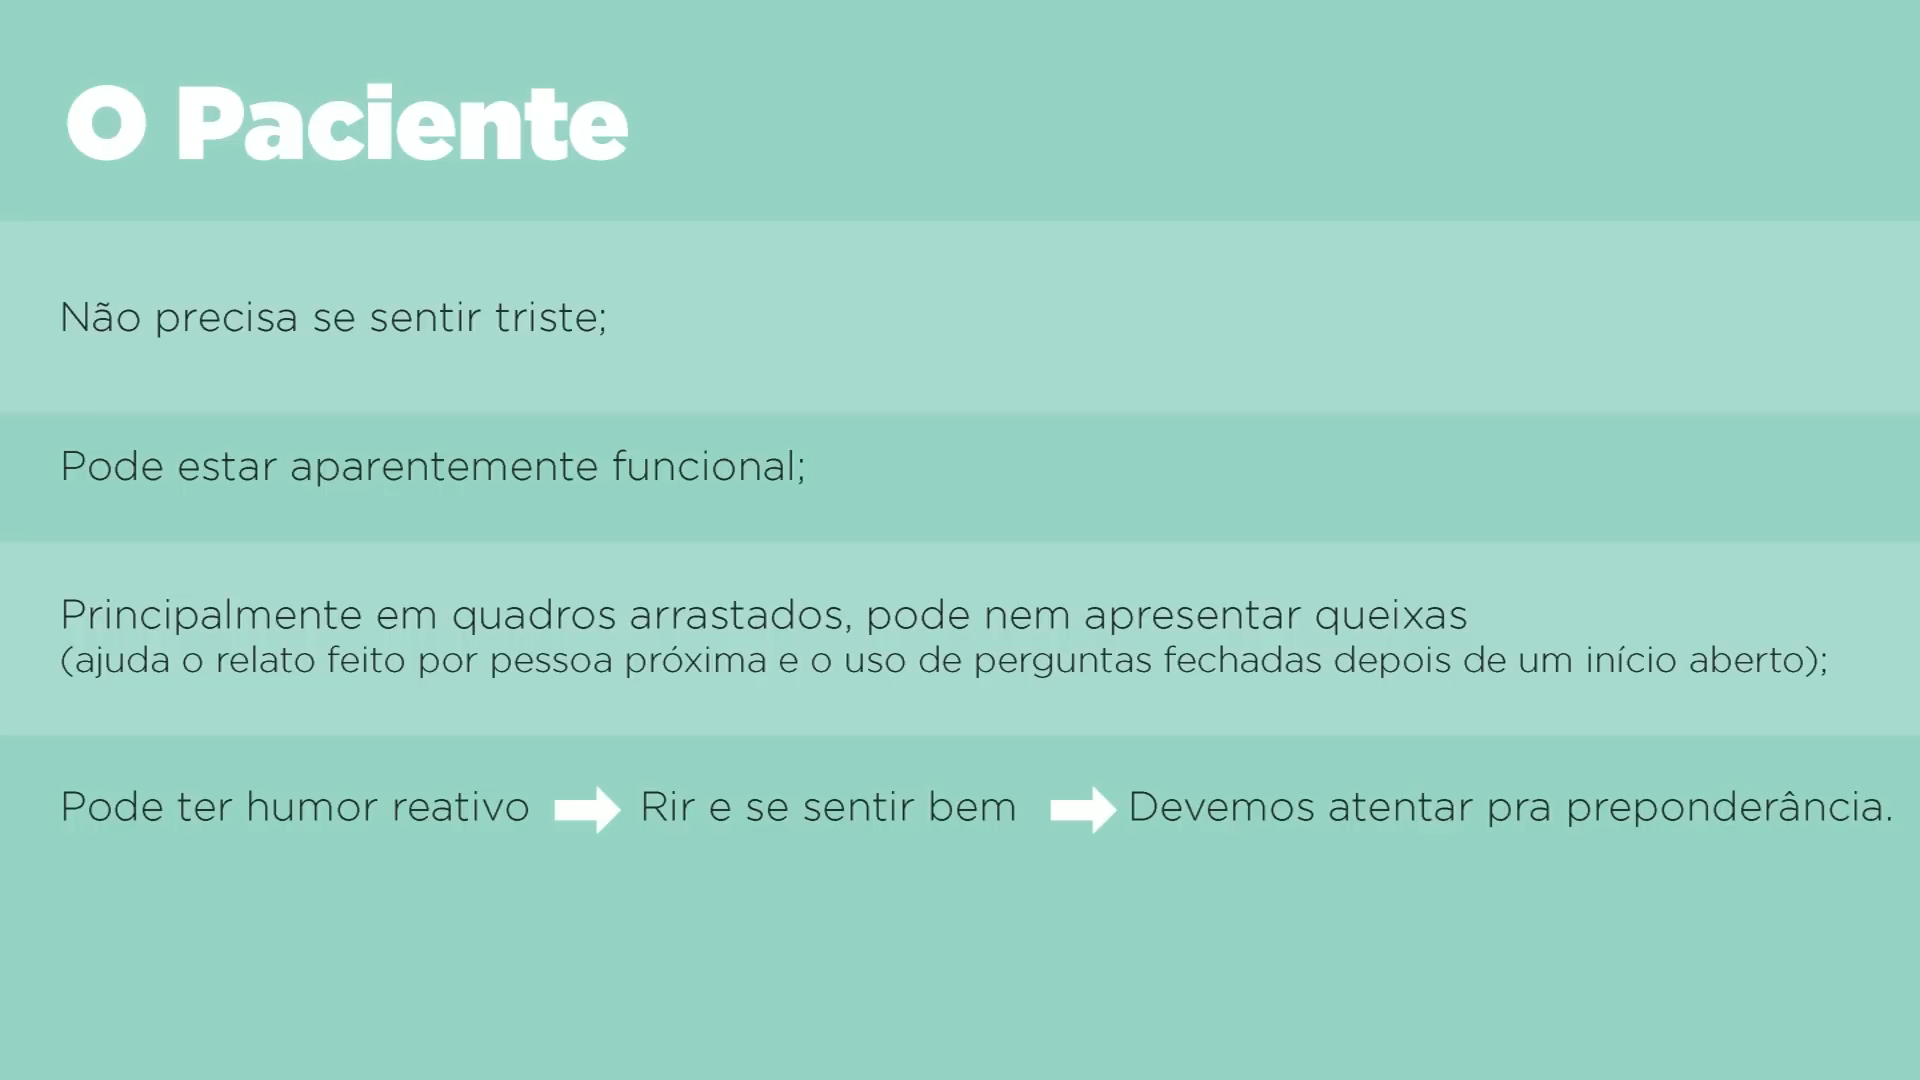 O Paciente
Não precisa se sentir triste;
Pode estar aparentemente funcional;
Principalmente em quadros arrastados, pode nem apresentar queixas
(ajuda o relato feito por pessoa próxima e o uso de perguntas fechadas depois de um início aberto);
Pode ter humor reativo Rir e se sentir bem Devemos atentar pra preponderância.